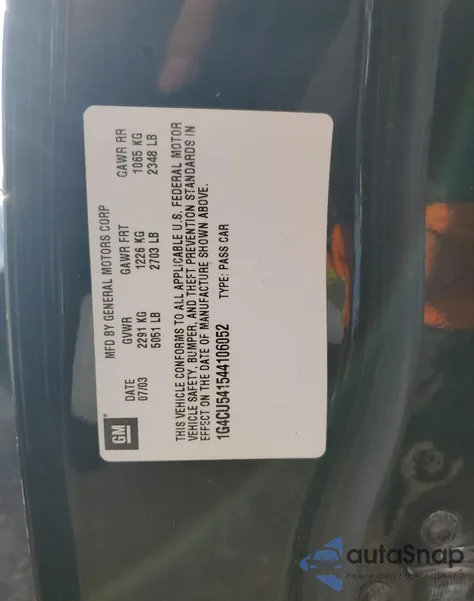 GM
MFD BY GENERAL MOTORS CORP
DATE GVWR GAWR FRT GAWR RR
07/03 2291 KG 1226 KG 1065 KG
5051 LB 2703 LB 2348 LB
THIS VEHICLE CONFORMS TO ALL APPLICABLE U.S. FEDERAL MOTOR
VEHICLE SAFETY, BUMPER, AND THEFT PREVENTION STANDARDS IN
EFFECT ON THE DATE OF MANUFACTURE SHOWN ABOVE.
1G4CU541544106052 TYPE: PASS CAR
autoSnap